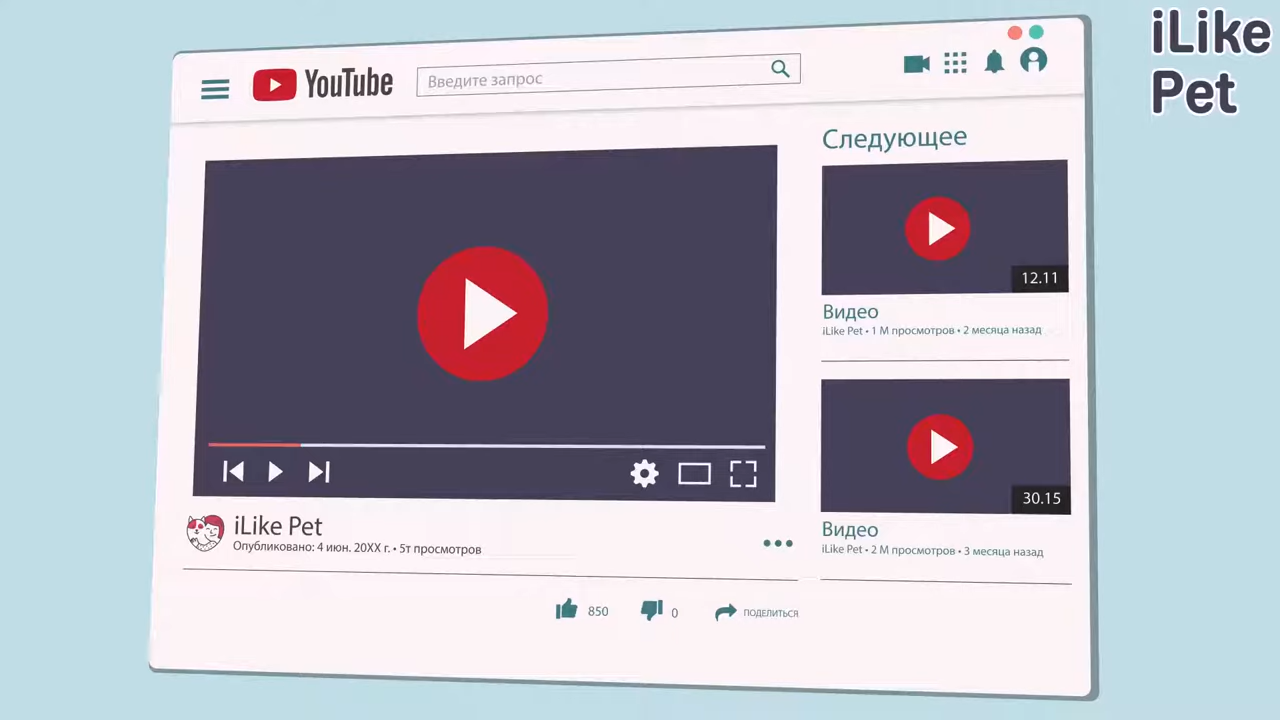 iLike
Pet
YouTube
Введите запрос
Следующее
12.11
Видео
iLike Pet • 1 М просмотров • 2 месяца назад
30.15
Видео
iLike Pet • 2 М просмотров • 3 месяца назад
iLike Pet
Опубликовано: 4 июн. 20XX г. • 5т просмотров
850
0
ПОДЕЛИТЬСЯ